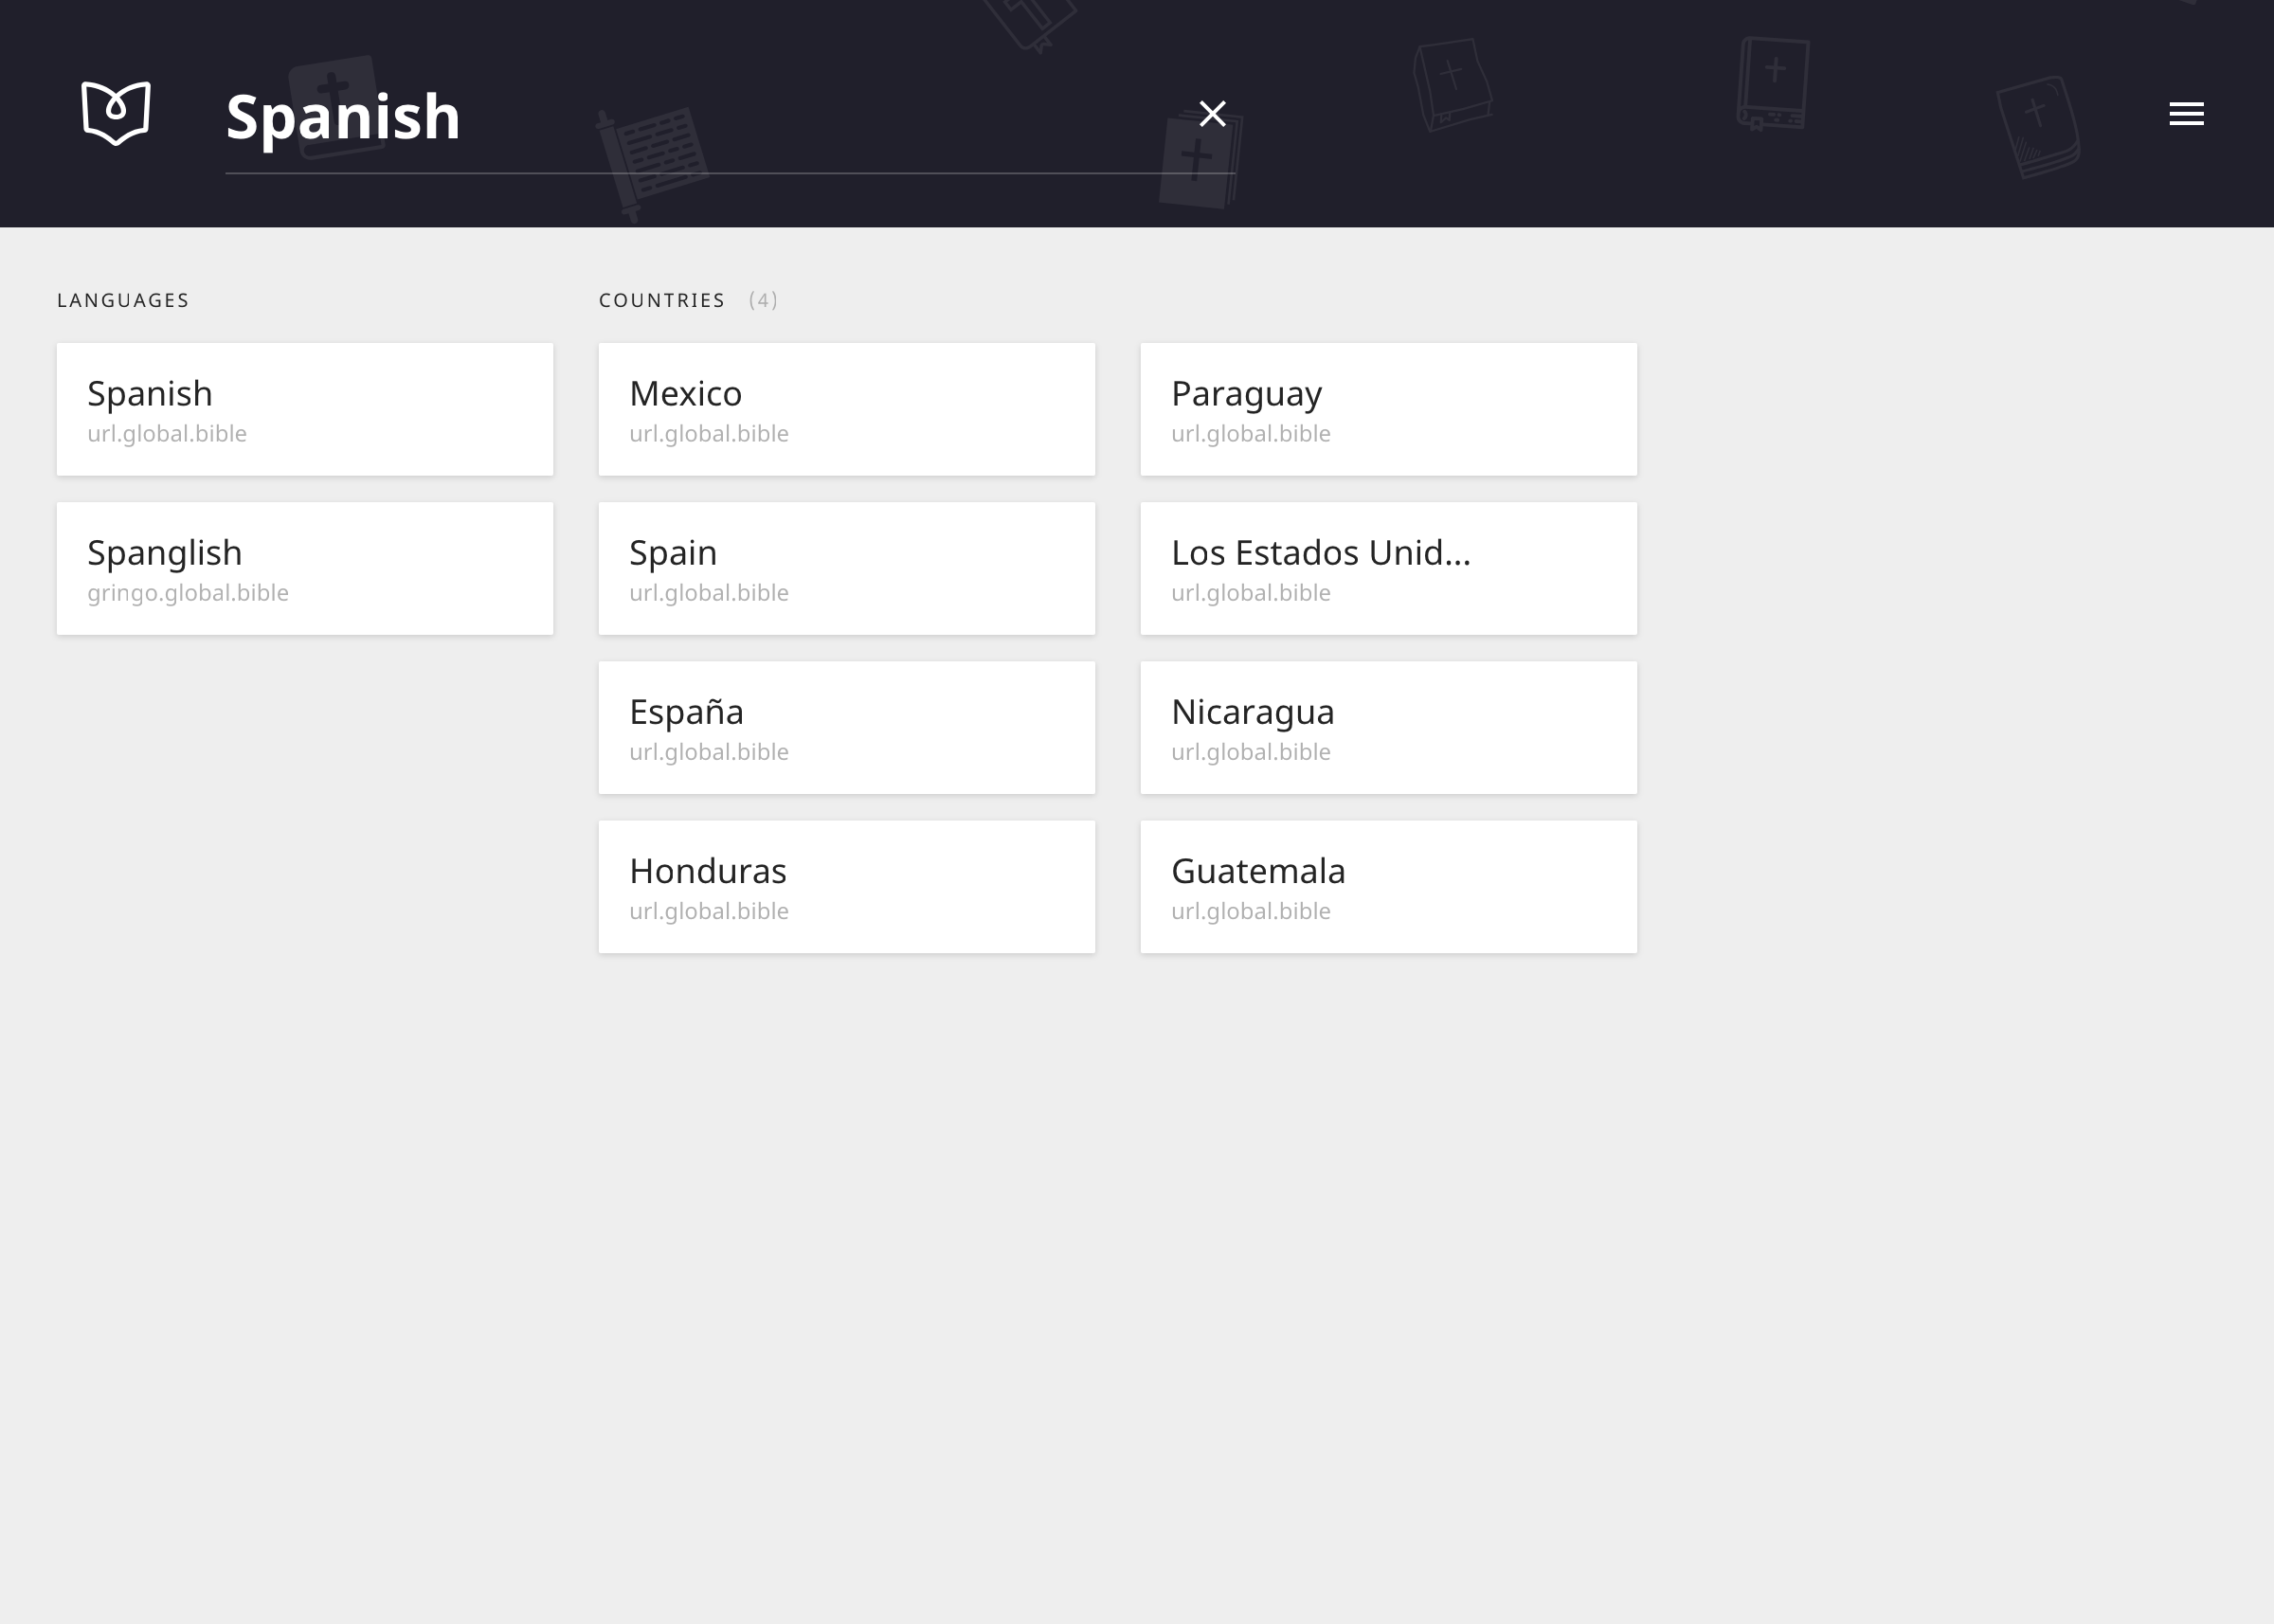 Spanish
LANGUAGES
Spanish
url.global.bible
Spanglish
gringo.global.bible
COUNTRIES (4)
Mexico
url.global.bible
Paraguay
url.global.bible
Spain
url.global.bible
Los Estados Unid...
url.global.bible
España
url.global.bible
Nicaragua
url.global.bible
Honduras
url.global.bible
Guatemala
url.global.bible